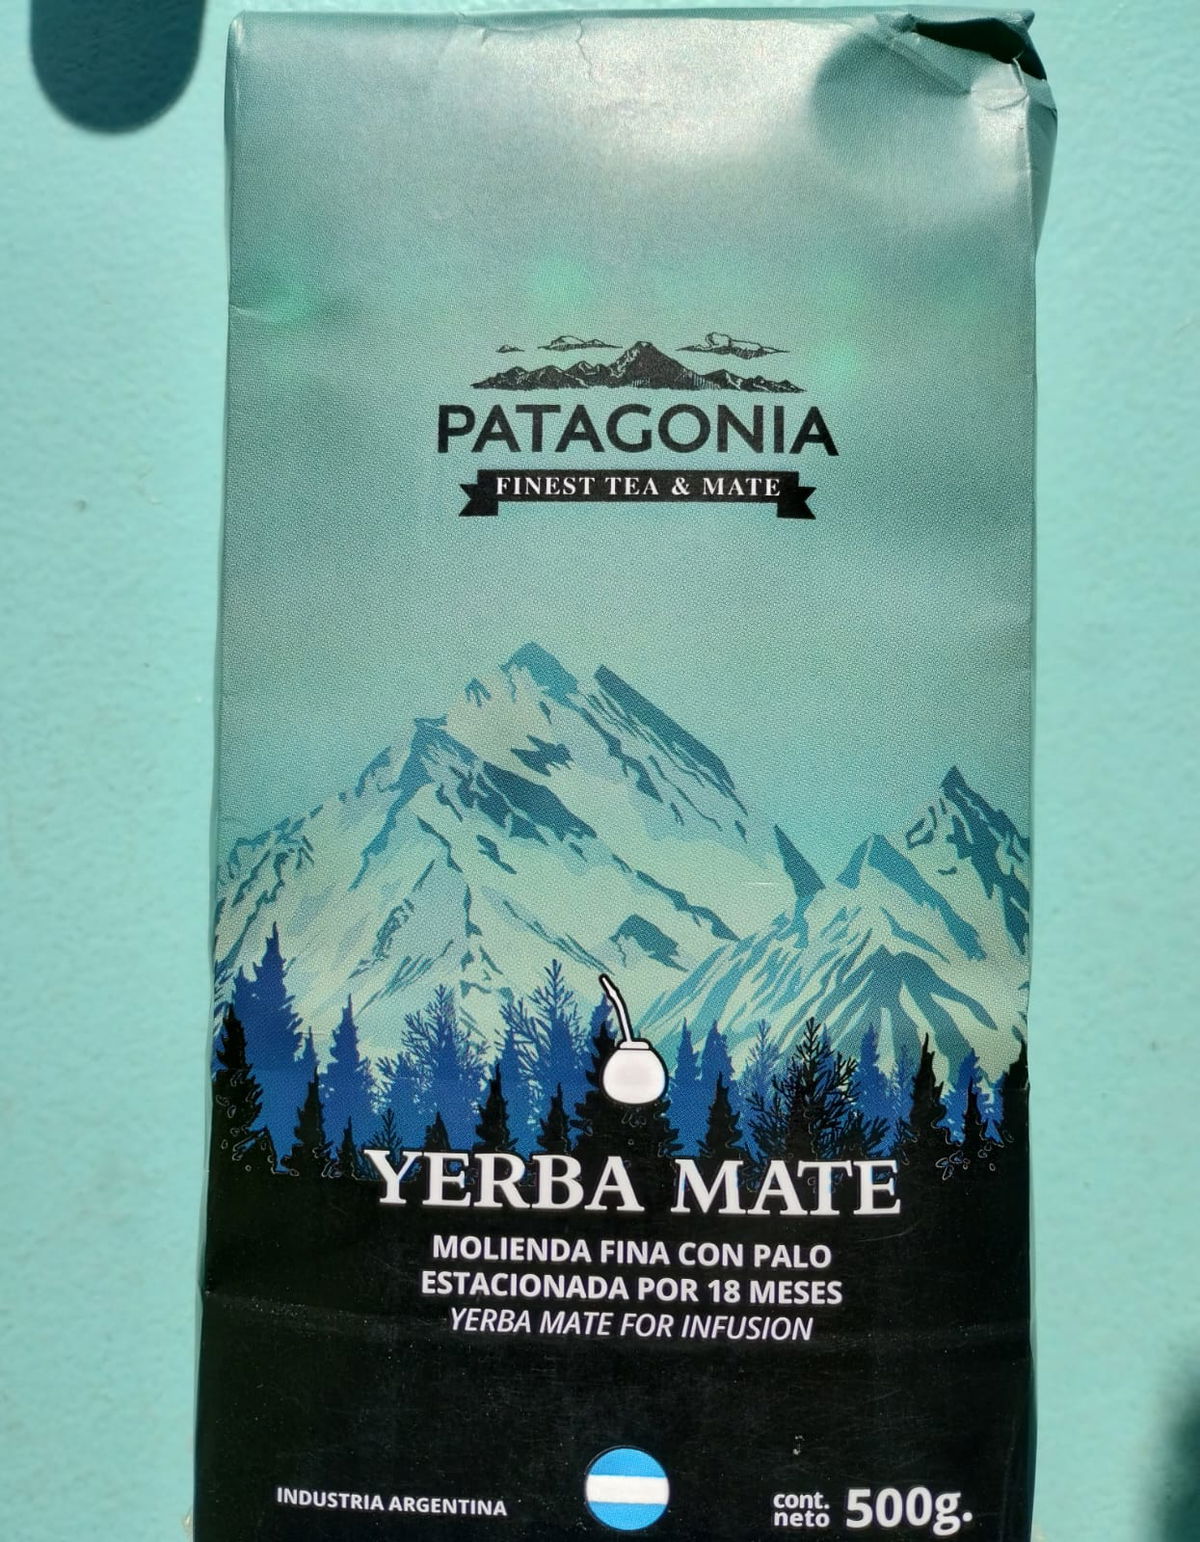 PATAGONIA
FINEST TEA & MATE
YERBA MATE
MOLIENDA FINA CON PALO
ESTACIONADA POR 18 MESES
YERBA MATE FOR INFUSION
INDUSTRIA ARGENTINA
cont.
neto 500g.